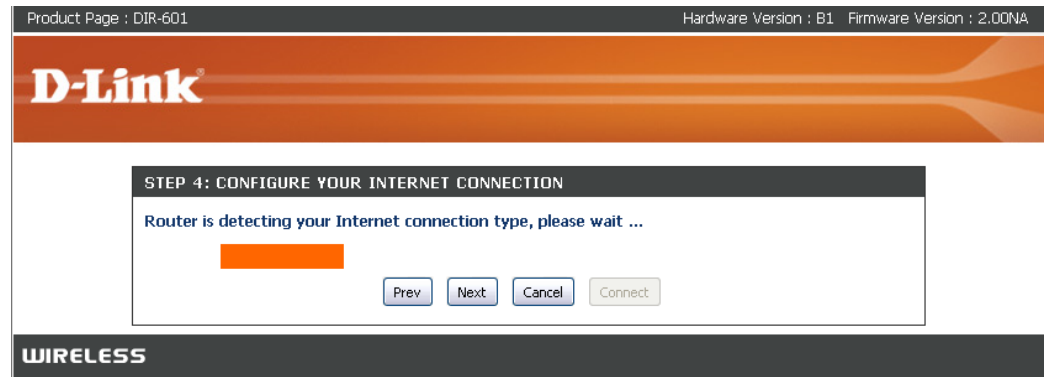 Product Page : DIR-601 Hardware Version : B1 Firmware Version : 2.00NA
D-Link®
STEP 4: CONFIGURE YOUR INTERNET CONNECTION
Router is detecting your Internet connection type, please wait ...
Prev Next Cancel Connect
WIRELESS